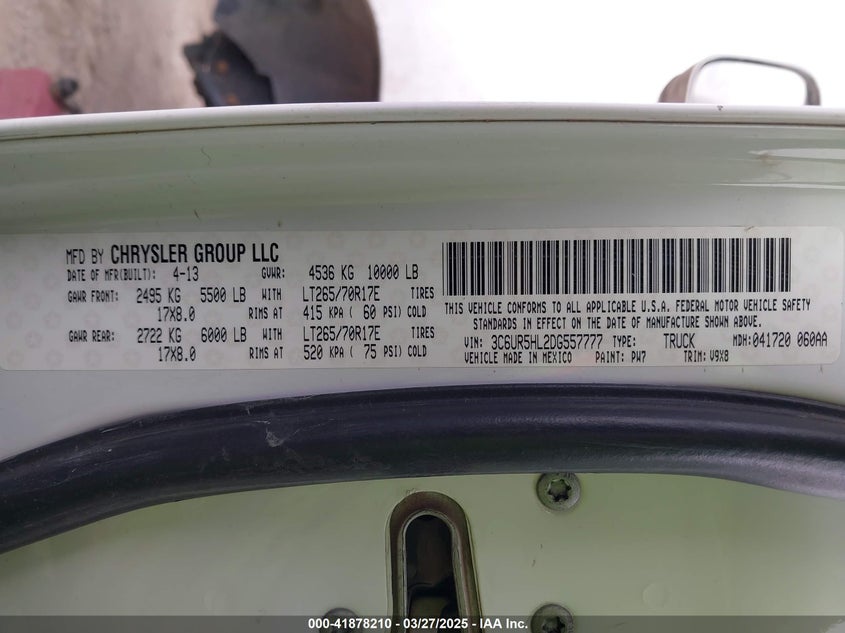 MFD BY CHRYSLER GROUP LLC
DATE OF MFR(BUILT): 4-13 GVWR: 4536 KG 10000 LB
GAWR FRONT: 2495 KG 5500 LB WITH LT265/70R17E TIRES
17X8.0 RIMS AT 415 KPA ( 60 PSI) COLD
GAWR REAR: 2722 KG 6000 LB WITH LT265/70R17E TIRES
17X8.0 RIMS AT 520 KPA ( 75 PSI) COLD
THIS VEHICLE CONFORMS TO ALL APPLICABLE U.S.A. FEDERAL MOTOR VEHICLE SAFETY
STANDARDS IN EFFECT ON THE DATE OF MANUFACTURE SHOWN ABOVE.
VIN: 3C6UR5HL2DG557777 TYPE: TRUCK MDH: 041720 060AA
VEHICLE MADE IN MEXICO PAINT: PW7 TRIM: V9X8
000-41878210 - 03/27/2025 - IAA Inc.